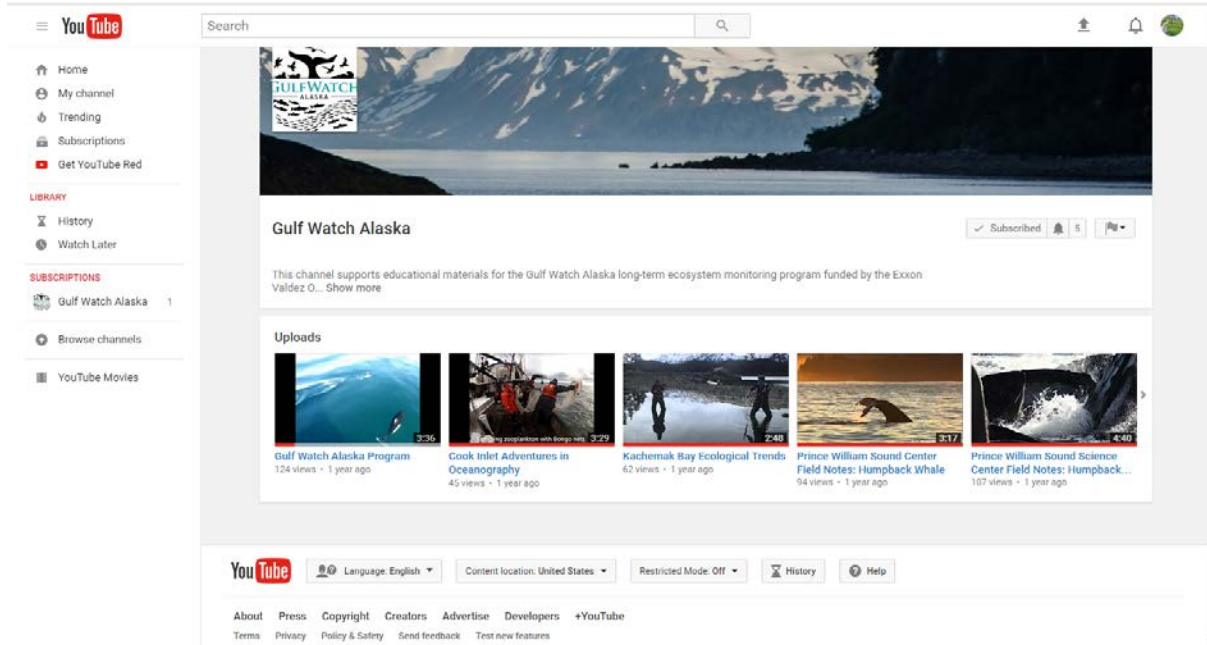 YouTube
Search
Home
My channel
Trending
Subscriptions
Get YouTube Red
LIBRARY
History
Watch Later
SUBSCRIPTIONS
Gulf Watch Alaska 1
Browse channels
YouTube Movies
GULFWATCH
ALASKA
Gulf Watch Alaska
Subscribed 5
This channel supports educational materials for the Gulf Watch Alaska long-term ecosystem monitoring program funded by the Exxon
Valdez O... Show more
Uploads
3:36
zooplankton with Bongo nets 3:29
2:48
3:17
4:40
Gulf Watch Alaska Program
124 views • 1 year ago
Cook Inlet Adventures in
Oceanography
45 views • 1 year ago
Kachemak Bay Ecological Trends
62 views • 1 year ago
Prince William Sound Center
Field Notes: Humpback Whale
94 views • 1 year ago
Prince William Sound Science
Center Field Notes: Humpback...
107 views • 1 year ago
YouTube Language: English Content location: United States Restricted Mode: Off History Help
About Press Copyright Creators Advertise Developers +YouTube
Terms Privacy Policy & Safety Send feedback Test new features